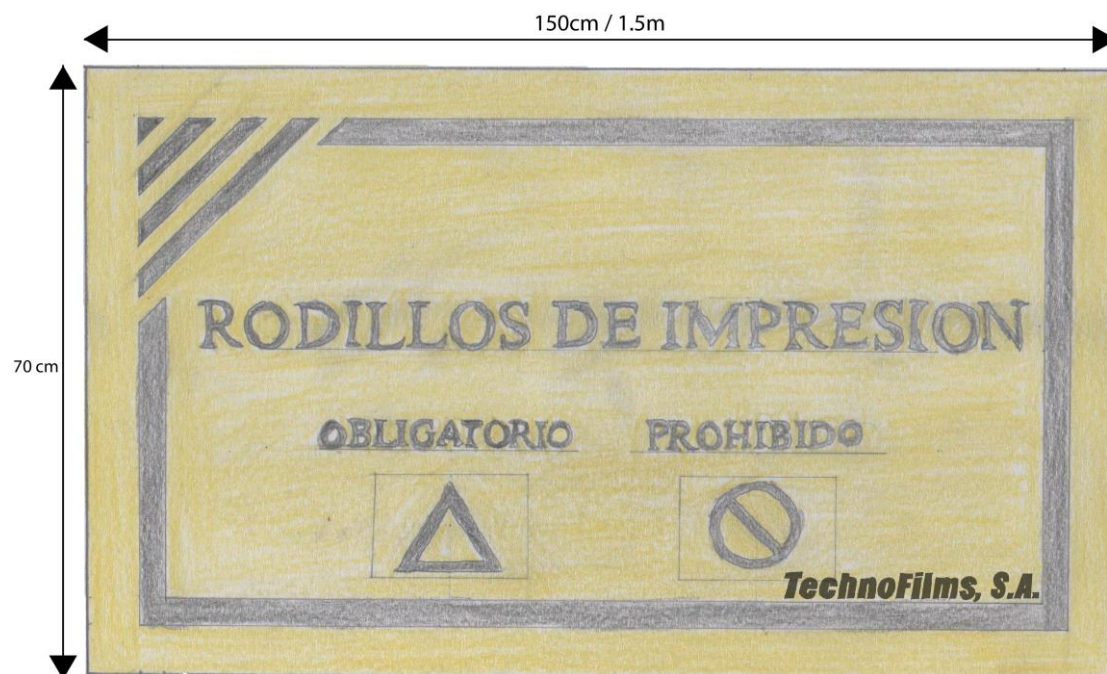 150cm / 1.5m
70 cm
RODILLOS DE IMPRESION
OBLIGATORIO PROHIBIDO
TechnoFilms, S.A.